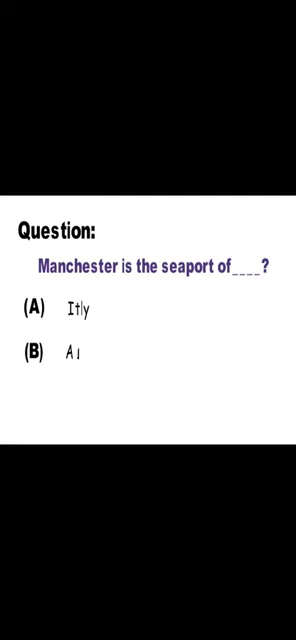 Question:
Manchester is the seaport of____?
(A) Itly
(B)